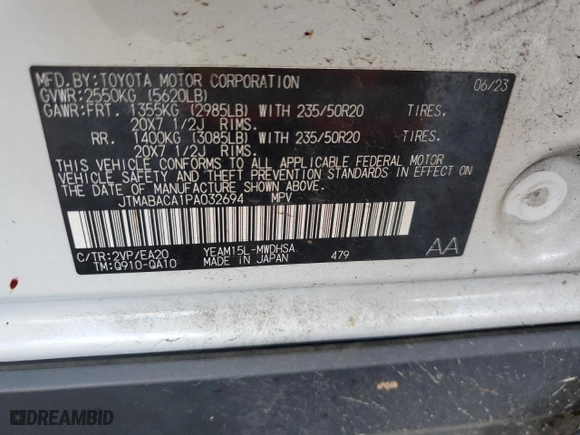 MFD.BY:TOYOTA MOTOR CORPORATION 06/23
GVWR:2550KG (5620LB)
GAWR:FRT. 1355KG (2985LB) WITH 235/50R20 TIRES.
20X7 1/2J RIMS.
RR. 1400KG (3085LB) WITH 235/50R20 TIRES.
20X7 1/2J RIMS.
THIS VEHICLE CONFORMS TO ALL APPLICABLE FEDERAL MOTOR
VEHICLE SAFETY AND THEFT PREVENTION STANDARDS IN EFFECT
ON THE DATE OF MANUFACTURE SHOWN ABOVE.
JTMABACA1PA032694 MPV
C/TR:2VP/EA20 YEAM15L-MWDHSA AA
TM:Q910-QA10 MADE IN JAPAN 479
DREAMBID